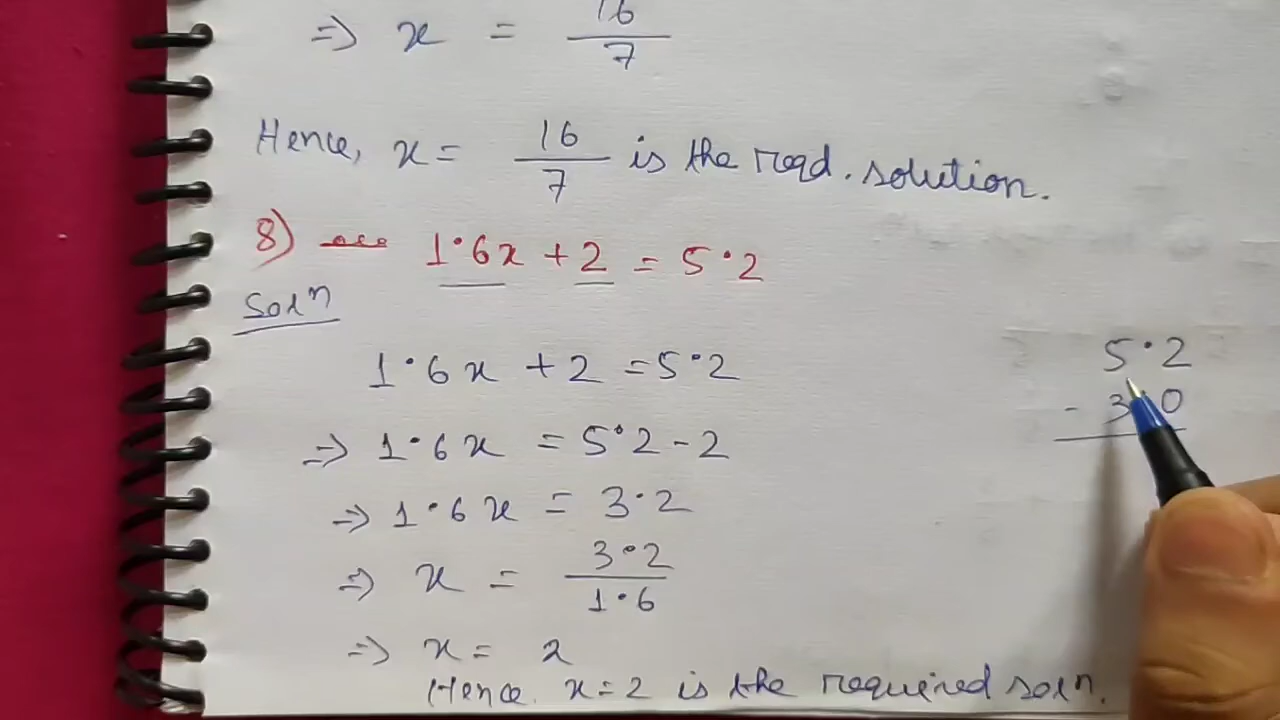 ⇒ x = 16/7
Hence, x = 16/7 is the reqd. solution.
8) 1.6x + 2 = 5.2
Solⁿ
1.6x + 2 = 5.2
⇒ 1.6x = 5.2 - 2
⇒ 1.6x = 3.2
⇒ x = 3.2/1.6
⇒ x = 2
Hence. x = 2 is the required solⁿ.
5.2
- 3 0